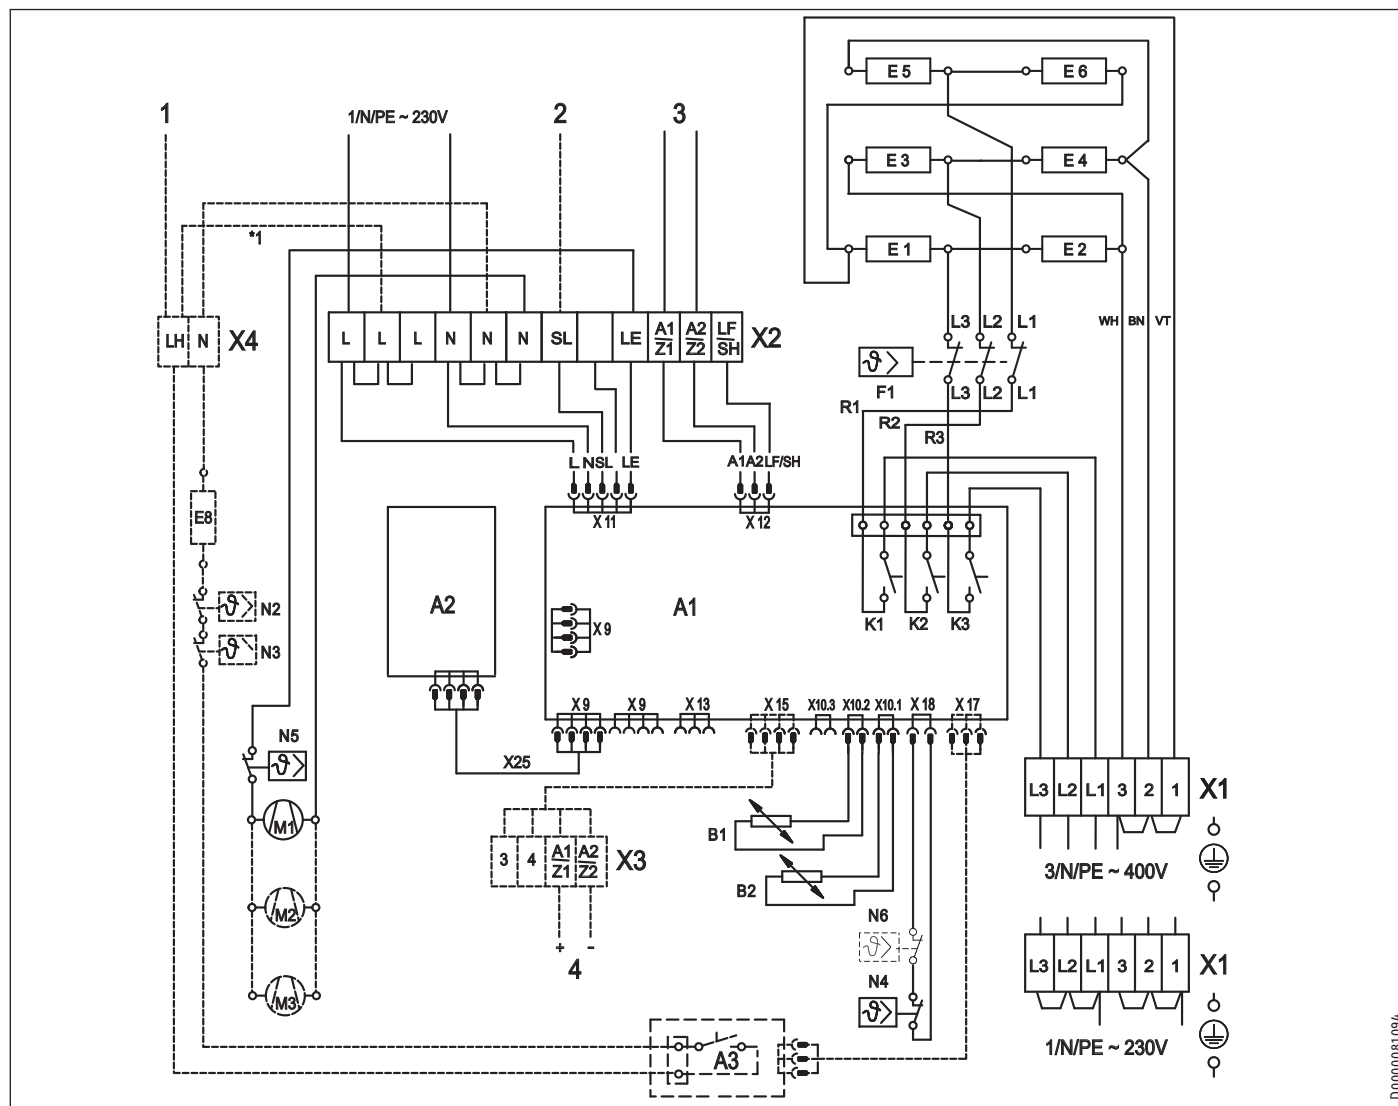 E 5
E 6
1
1/N/PE ~ 230V
2
3
E 3
E 4
*1
E 1
E 2
LH
N
X4
L
L
L
N
N
N
SL
LE
A1
Z1
A2
Z2
LF
SH
X2
L3
L2
L1
WH
BN
VT
ϑ
F1
L3
L2
L1
R1
R2
R3
L
N
SL
LE
A1
A2
LF/SH
X 11
X 12
E8
A2
A1
X 9
K1
K2
K3
ϑ
N2
ϑ
N3
X 9
X 9
X 13
X 15
X10.3
X10.2
X10.1
X 18
X 17
N5
ϑ
X25
L3
L2
L1
3
2
1
X1
M1
B1
3
4
A1
Z1
A2
Z2
X3
3/N/PE ~ 400V
B2
M2
N6
ϑ
+
-
4
L3
L2
L1
3
2
1
X1
N4
ϑ
M3
A3
1/N/PE ~ 230V